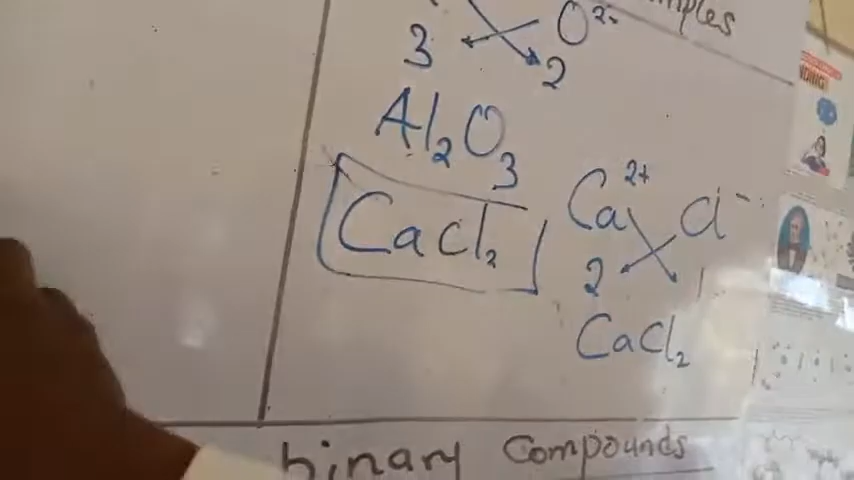 O²⁻
3 2
Al₂O₃
CaCl₂
Ca²⁺ Cl⁻
2 1
CaCl₂
binary Compounds